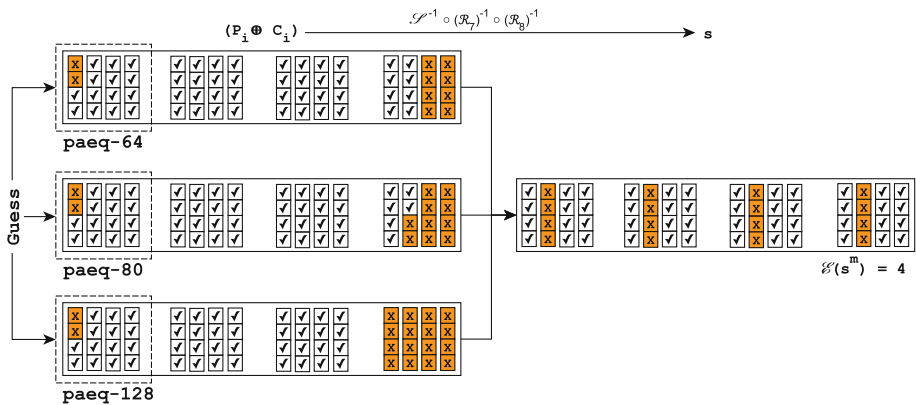 (P_i ⊕ C_i) 𝒮^-1 ∘ (ℛ_7)^-1 ∘ (ℛ_8)^-1 s
Guess
x ✓ ✓ ✓ ✓ ✓ ✓ ✓ ✓ ✓ ✓ ✓ ✓ ✓ x x
x ✓ ✓ ✓ ✓ ✓ ✓ ✓ ✓ ✓ ✓ ✓ ✓ ✓ x x
✓ ✓ ✓ ✓ ✓ ✓ ✓ ✓ ✓ ✓ ✓ ✓ ✓ ✓ x x
✓ ✓ ✓ ✓ ✓ ✓ ✓ ✓ ✓ ✓ ✓ ✓ ✓ ✓ x x
paeq-64
x ✓ ✓ ✓ ✓ ✓ ✓ ✓ ✓ ✓ ✓ ✓ ✓ ✓ x x
x ✓ ✓ ✓ ✓ ✓ ✓ ✓ ✓ ✓ ✓ ✓ ✓ ✓ x x
✓ ✓ ✓ ✓ ✓ ✓ ✓ ✓ ✓ ✓ ✓ ✓ ✓ x x x
✓ ✓ ✓ ✓ ✓ ✓ ✓ ✓ ✓ ✓ ✓ ✓ ✓ x x x
paeq-80
x ✓ ✓ ✓ ✓ ✓ ✓ ✓ ✓ ✓ ✓ ✓ x x x x
x ✓ ✓ ✓ ✓ ✓ ✓ ✓ ✓ ✓ ✓ ✓ x x x x
✓ ✓ ✓ ✓ ✓ ✓ ✓ ✓ ✓ ✓ ✓ ✓ x x x x
✓ ✓ ✓ ✓ ✓ ✓ ✓ ✓ ✓ ✓ ✓ ✓ x x x x
paeq-128
✓ x ✓ ✓ ✓ x ✓ ✓ ✓ x ✓ ✓ ✓ x ✓ ✓
✓ x ✓ ✓ ✓ x ✓ ✓ ✓ x ✓ ✓ ✓ x ✓ ✓
✓ x ✓ ✓ ✓ x ✓ ✓ ✓ x ✓ ✓ ✓ x ✓ ✓
✓ x ✓ ✓ ✓ x ✓ ✓ ✓ x ✓ ✓ ✓ x ✓ ✓
ℰ(s^m) = 4